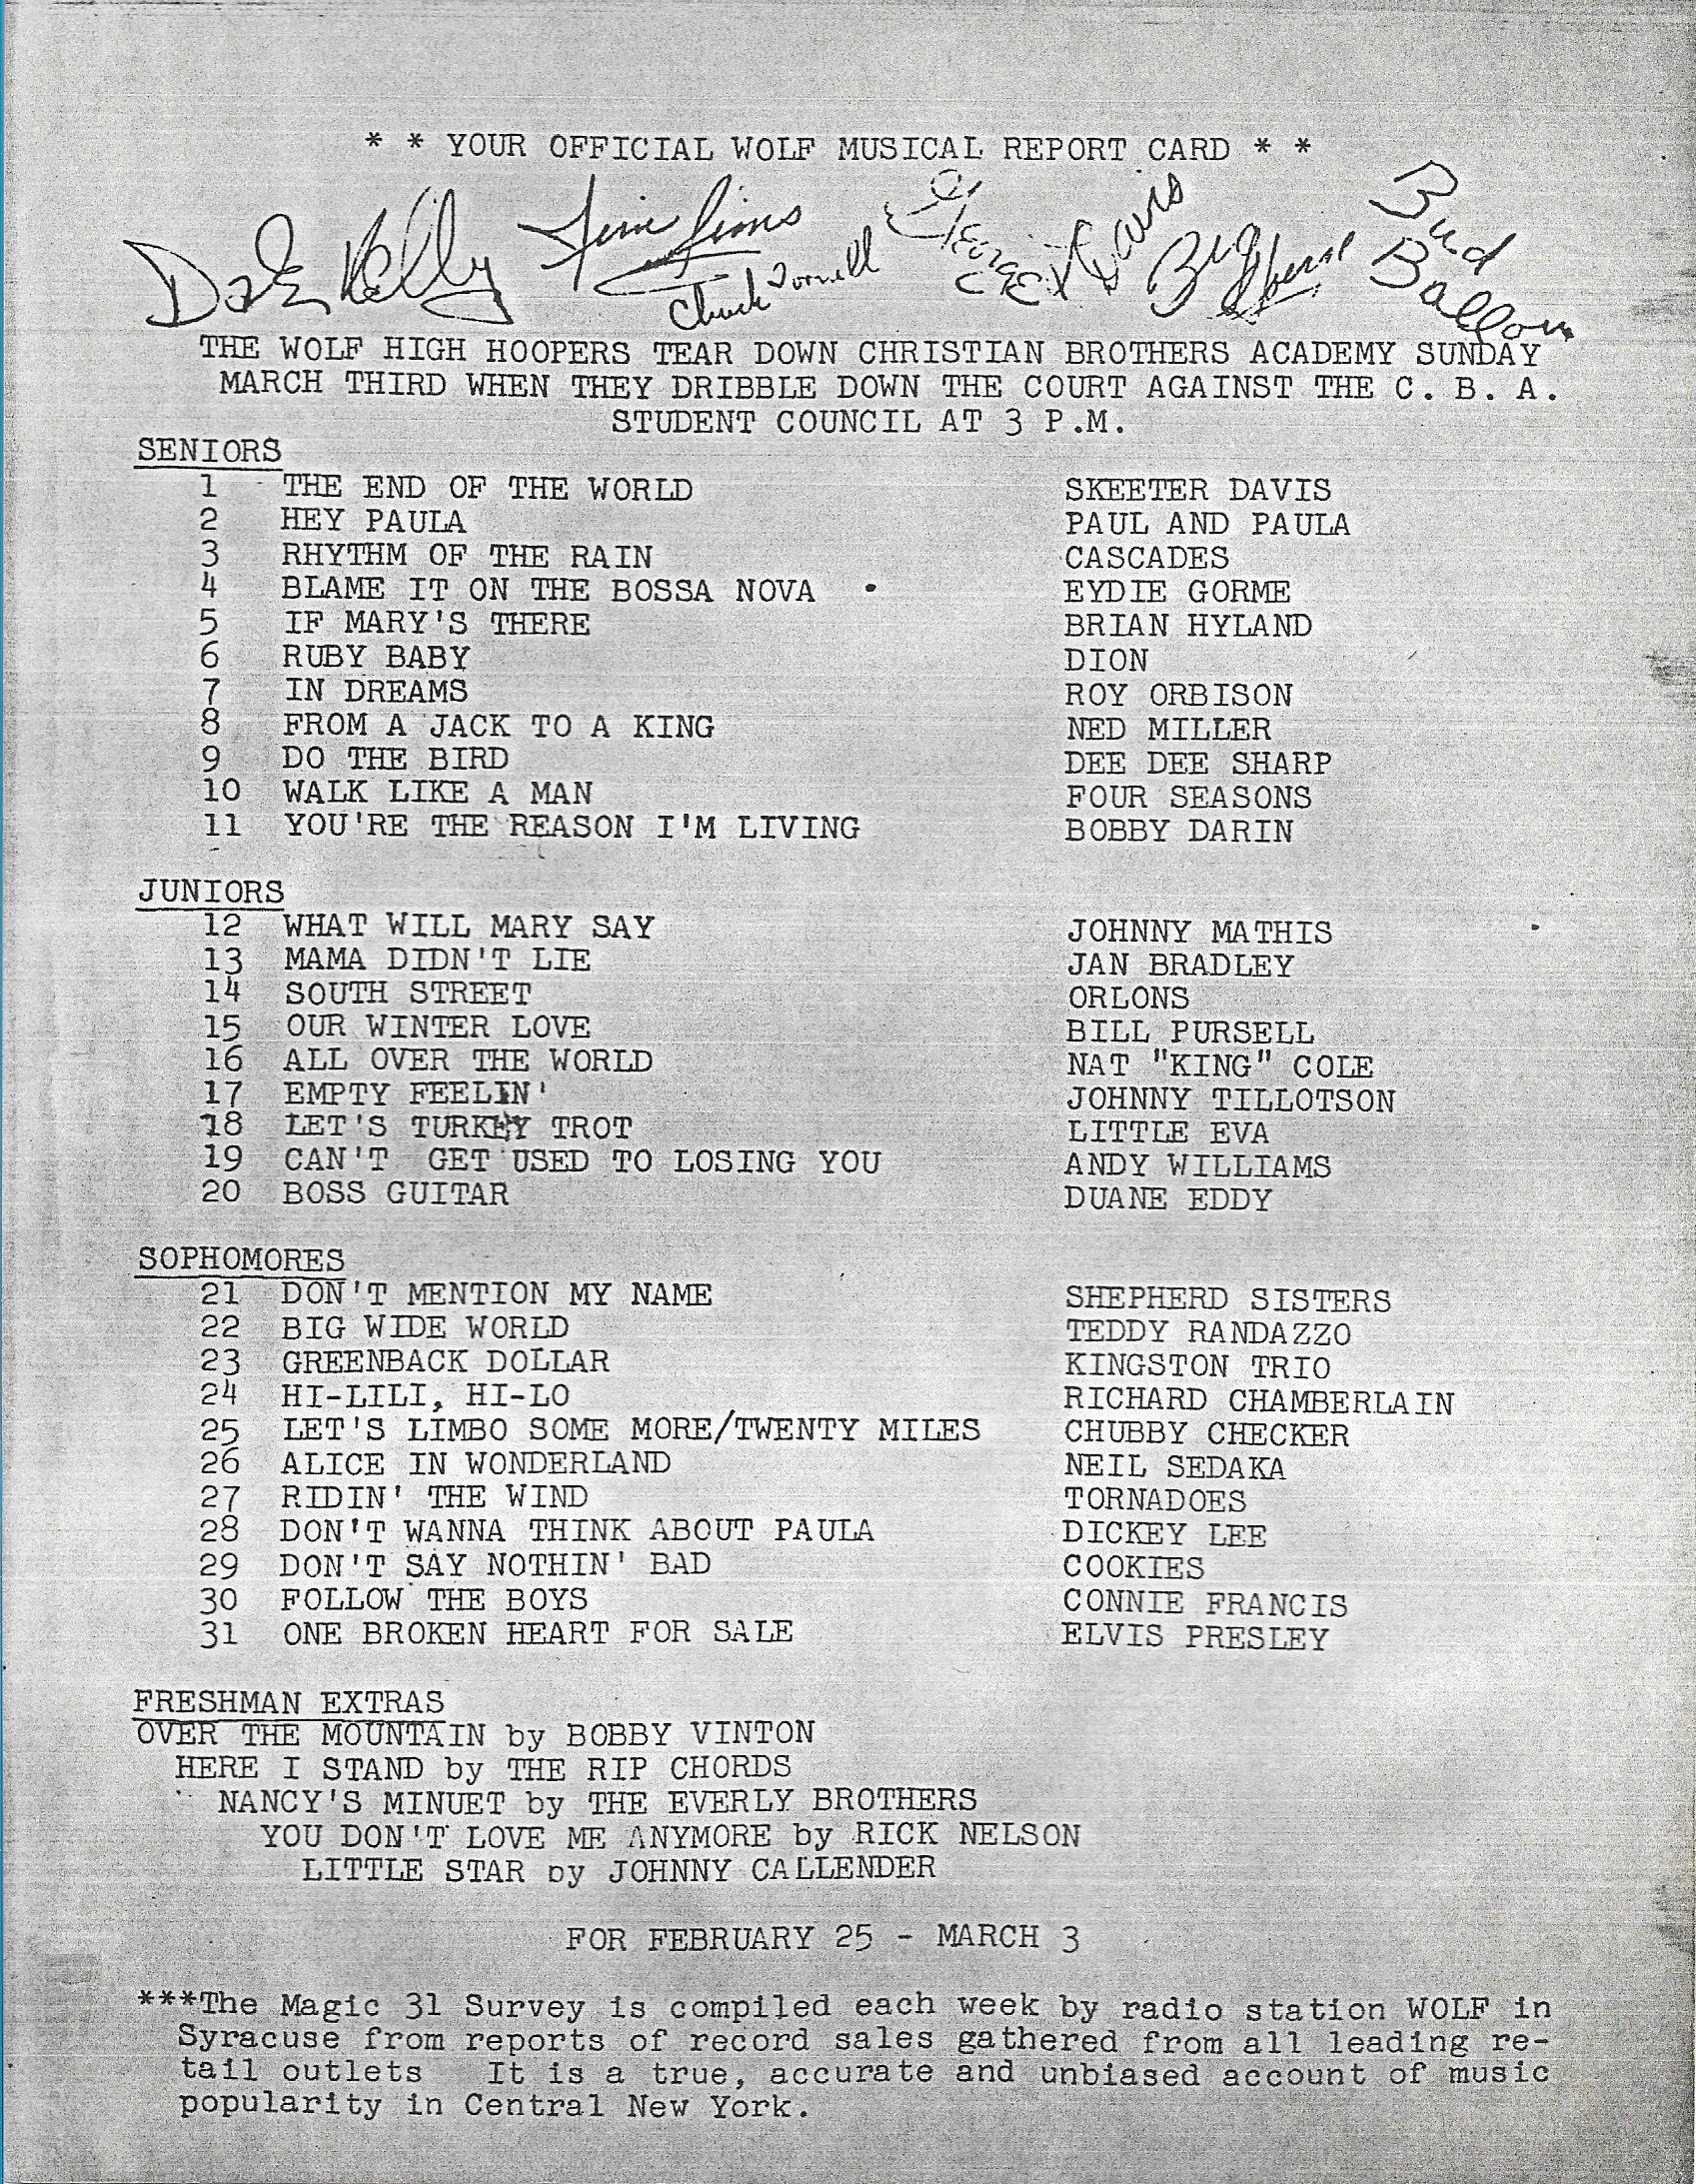 * * YOUR OFFICIAL WOLF MUSICAL REPORT CARD * *
Dale Kelly Jim Sims Chuck George Bud Ballou
THE WOLF HIGH HOOPERS TEAR DOWN CHRISTIAN BROTHERS ACADEMY SUNDAY
MARCH THIRD WHEN THEY DRIBBLE DOWN THE COURT AGAINST THE C. B. A.
STUDENT COUNCIL AT 3 P.M.
SENIORS
1 THE END OF THE WORLD SKEETER DAVIS
2 HEY PAULA PAUL AND PAULA
3 RHYTHM OF THE RAIN CASCADES
4 BLAME IT ON THE BOSSA NOVA EYDIE GORME
5 IF MARY'S THERE BRIAN HYLAND
6 RUBY BABY DION
7 IN DREAMS ROY ORBISON
8 FROM A JACK TO A KING NED MILLER
9 DO THE BIRD DEE DEE SHARP
10 WALK LIKE A MAN FOUR SEASONS
11 YOU'RE THE REASON I'M LIVING BOBBY DARIN
JUNIORS
12 WHAT WILL MARY SAY JOHNNY MATHIS
13 MAMA DIDN'T LIE JAN BRADLEY
14 SOUTH STREET ORLONS
15 OUR WINTER LOVE BILL PURSELL
16 ALL OVER THE WORLD NAT "KING" COLE
17 EMPTY FEELIN' JOHNNY TILLOTSON
18 LET'S TURKEY TROT LITTLE EVA
19 CAN'T GET USED TO LOSING YOU ANDY WILLIAMS
20 BOSS GUITAR DUANE EDDY
SOPHOMORES
21 DON'T MENTION MY NAME SHEPHERD SISTERS
22 BIG WIDE WORLD TEDDY RANDAZZO
23 GREENBACK DOLLAR KINGSTON TRIO
24 HI-LILI, HI-LO RICHARD CHAMBERLAIN
25 LET'S LIMBO SOME MORE/TWENTY MILES CHUBBY CHECKER
26 ALICE IN WONDERLAND NEIL SEDAKA
27 RIDIN' THE WIND TORNADOES
28 DON'T WANNA THINK ABOUT PAULA DICKEY LEE
29 DON'T SAY NOTHIN' BAD COOKIES
30 FOLLOW THE BOYS CONNIE FRANCIS
31 ONE BROKEN HEART FOR SALE ELVIS PRESLEY
FRESHMAN EXTRAS
OVER THE MOUNTAIN by BOBBY VINTON
HERE I STAND by THE RIP CHORDS
NANCY'S MINUET by THE EVERLY BROTHERS
YOU DON'T LOVE ME ANYMORE by RICK NELSON
LITTLE STAR by JOHNNY CALLENDER
FOR FEBRUARY 25 - MARCH 3
***The Magic 31 Survey is compiled each week by radio station WOLF in
Syracuse from reports of record sales gathered from all leading re-
tail outlets It is a true, accurate and unbiased account of music
popularity in Central New York.